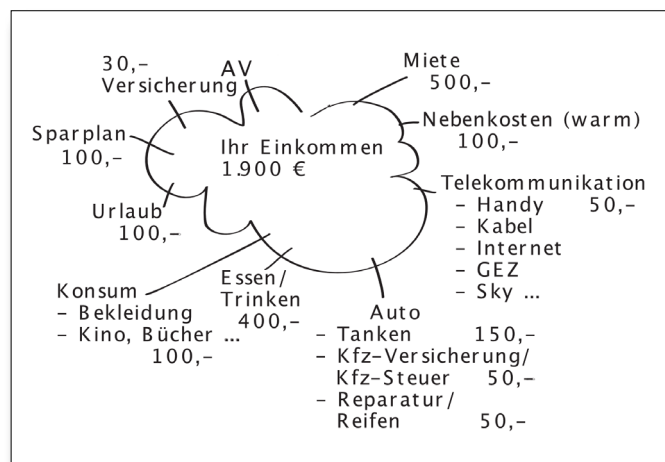 30,–
Versicherung
AV
Miete
500,–
Nebenkosten (warm)
100,–
Sparplan
100,–
Ihr Einkommen
1.900 €
Telekommunikation
– Handy 50,–
– Kabel
– Internet
– GEZ
– Sky ...
Urlaub
100,–
Konsum
– Bekleidung
– Kino, Bücher ...
100,–
Essen/
Trinken
400,–
Auto
– Tanken 150,–
– Kfz-Versicherung/
Kfz-Steuer 50,–
– Reparatur/
Reifen 50,–